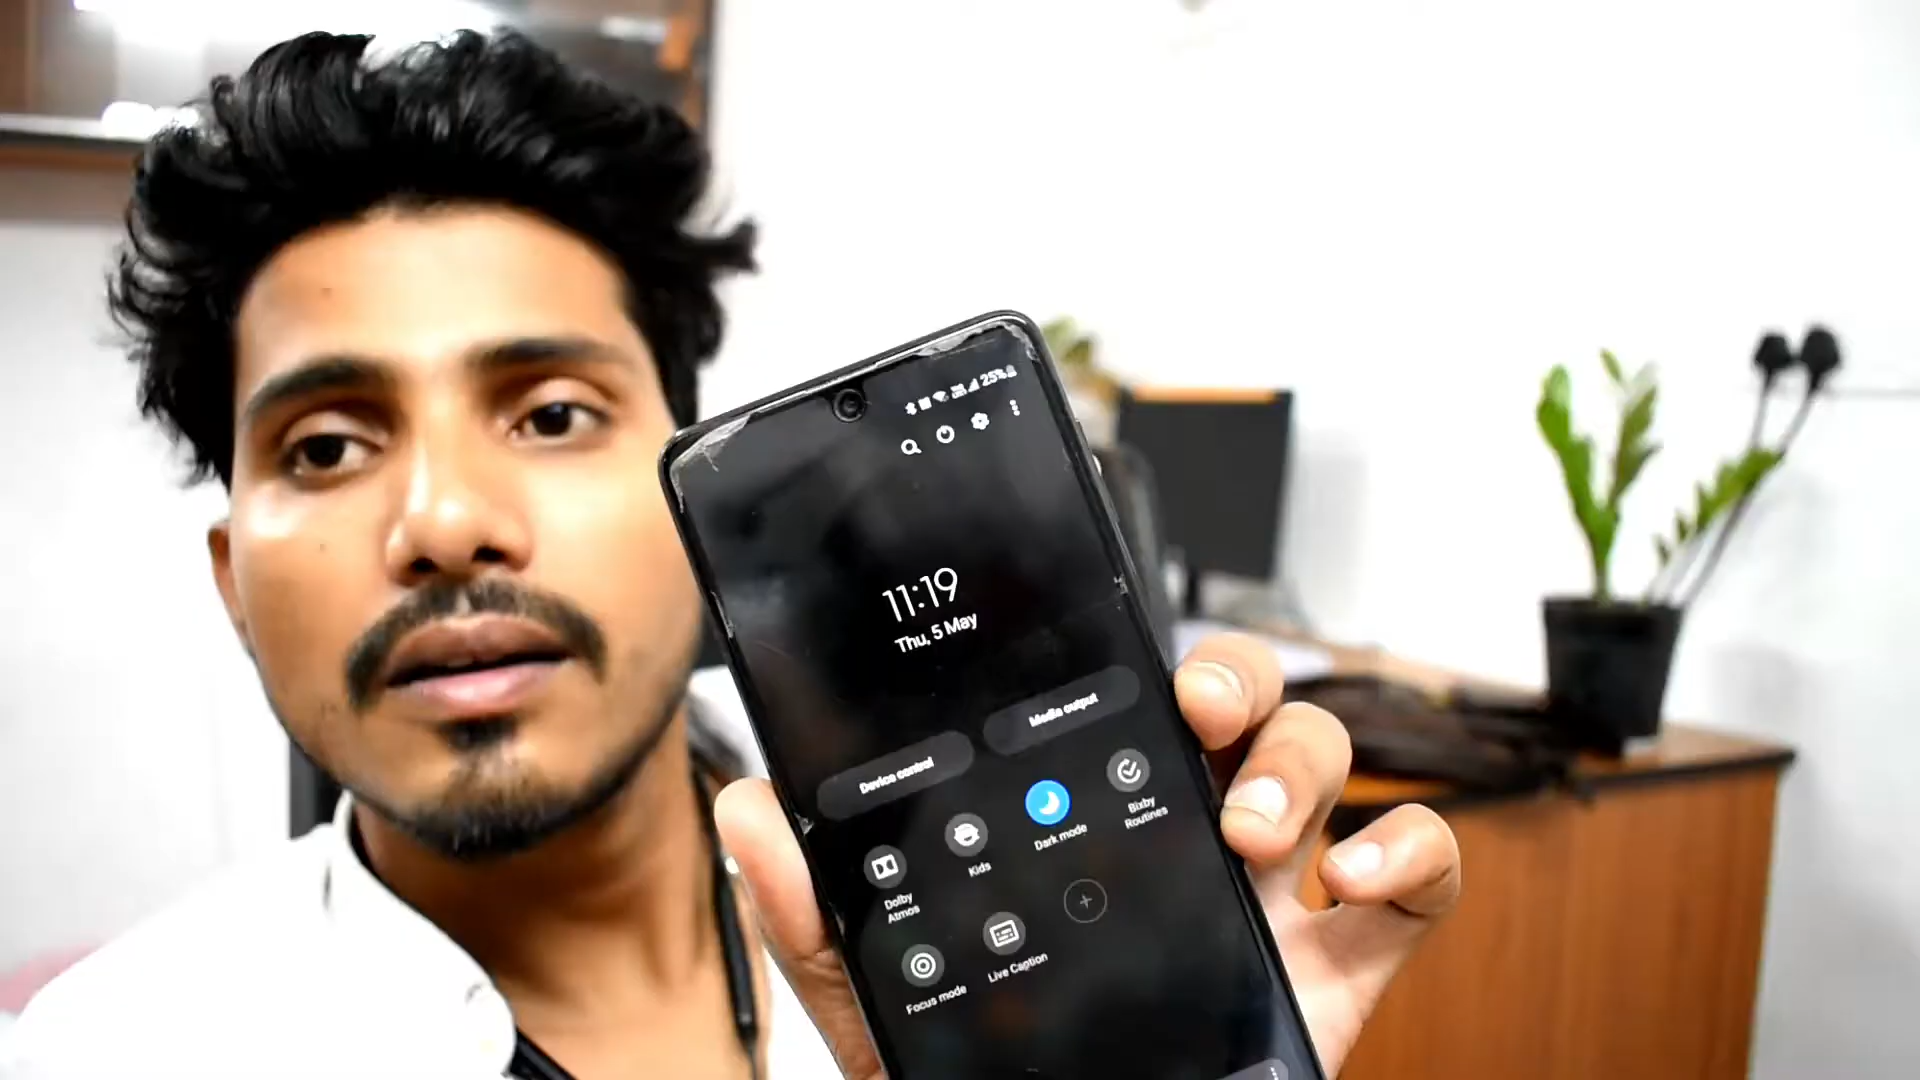 25%
11:19
Thu, 5 May
Device control
Media output
Dolby
Atmos
Kids
Dark mode
Bixby
Routines
Focus mode
Live Caption